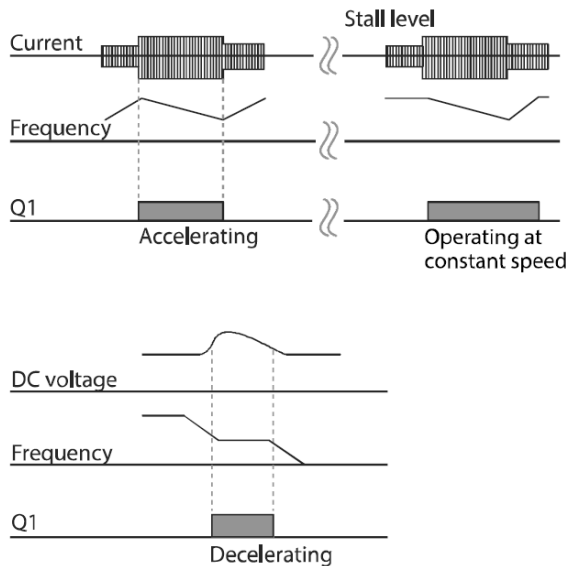 Stall level
Current
Frequency
Q1
Accelerating
Operating at
constant speed
DC voltage
Frequency
Q1
Decelerating